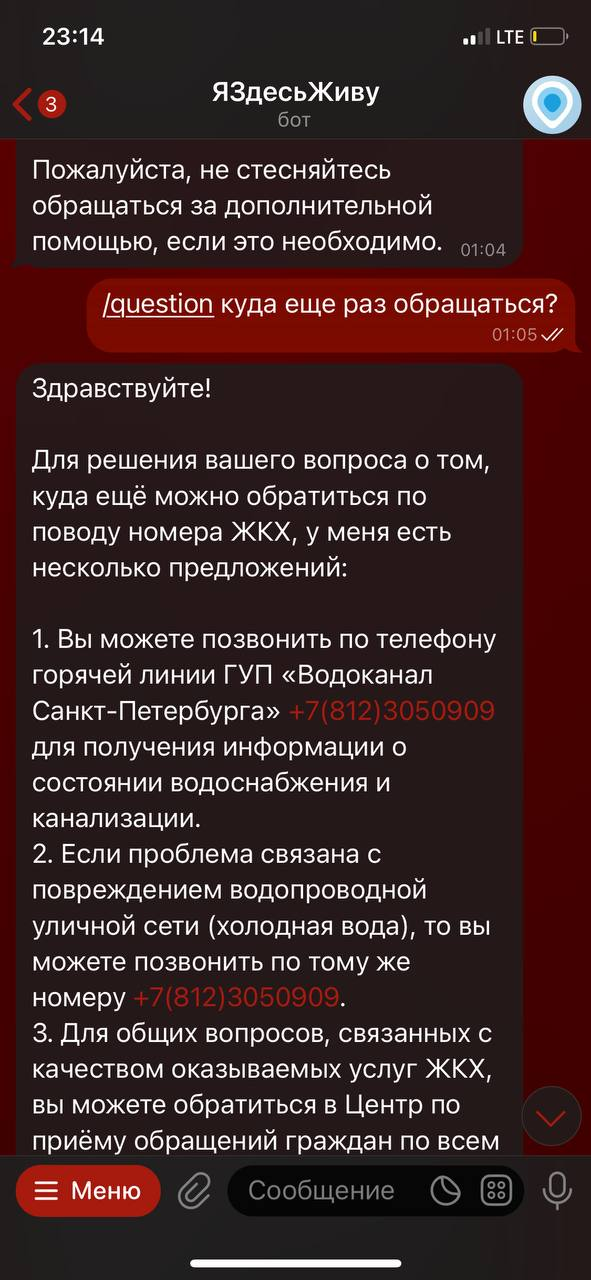 23:14
LTE
3
ЯЗдесьЖиву
бот
Пожалуйста, не стесняйтесь
обращаться за дополнительной
помощью, если это необходимо.
01:04
/question куда еще раз обращаться?
01:05
Здравствуйте!
Для решения вашего вопроса о том,
куда ещё можно обратиться по
поводу номера ЖКХ, у меня есть
несколько предложений:
1. Вы можете позвонить по телефону
горячей линии ГУП «Водоканал
Санкт-Петербурга» +7(812)3050909
для получения информации о
состоянии водоснабжения и
канализации.
2. Если проблема связана с
повреждением водопроводной
уличной сети (холодная вода), то вы
можете позвонить по тому же
номеру +7(812)3050909.
3. Для общих вопросов, связанных с
качеством оказываемых услуг ЖКХ,
вы можете обратиться в Центр по
приёму обращений граждан по всем
Меню
Сообщение